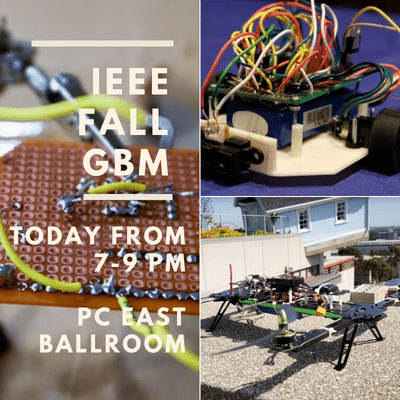 IEEE
FALL
GBM
TODAY FROM
7-9 PM
PC EAST
BALLROOM